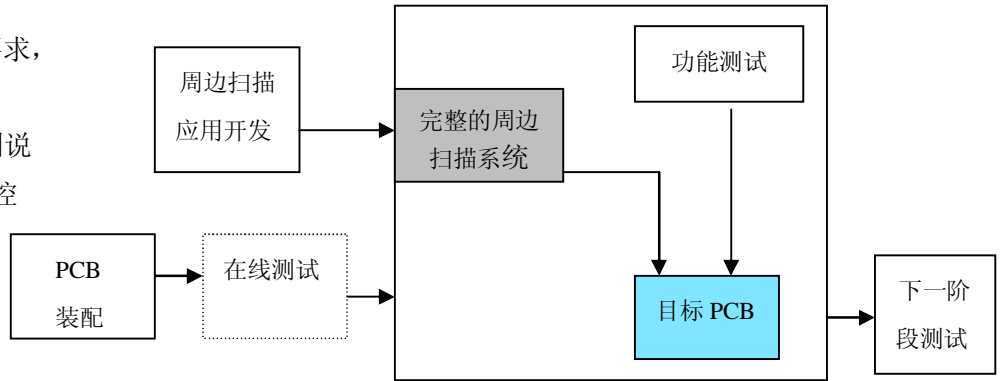 求，
周边扫描
应用开发
说
控
完整的周边
扫描系统
功能测试
PCB
装配
在线测试
目标 PCB
下一阶
段测试